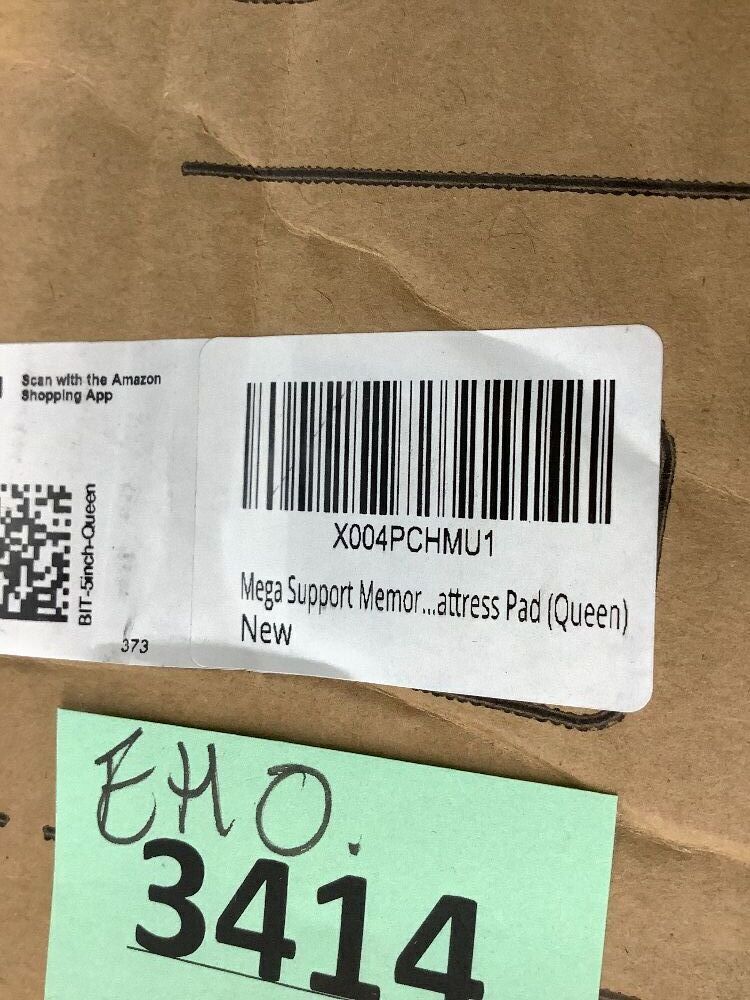 Scan with the Amazon
Shopping App
BIT-5inch-Queen
373
X004PCHMU1
Mega Support Memor...attress Pad (Queen)
New
EMO.
3414